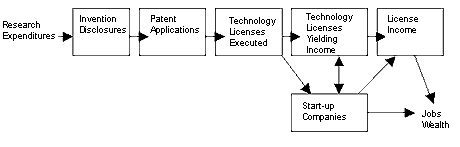 Research
Expenditures
Invention
Disclosures
Patent
Applications
Technology
Licenses
Executed
Technology
Licenses
Yielding
Income
License
Income
Start-up
Companies
Jobs
Wealth